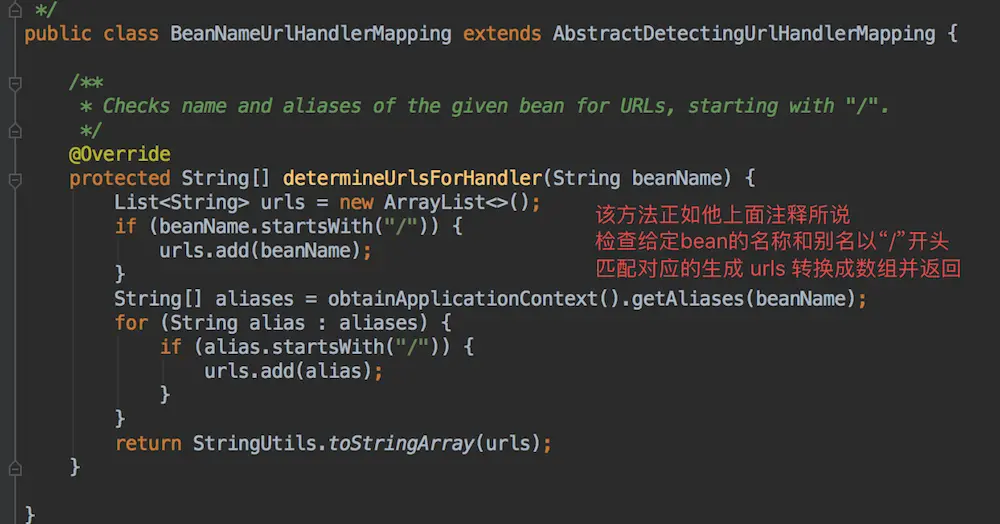 */
public class BeanNameUrlHandlerMapping extends AbstractDetectingUrlHandlerMapping {
/**
* Checks name and aliases of the given bean for URLs, starting with "/".
*/
@Override
protected String[] determineUrlsForHandler(String beanName) {
List<String> urls = new ArrayList<>();
if (beanName.startsWith("/")) {
urls.add(beanName);
}
该方法正如他上面注释所说
检查给定bean的名称和别名以“/”开头
匹配对应的生成 urls 转换成数组并返回
String[] aliases = obtainApplicationContext().getAliases(beanName);
for (String alias : aliases) {
if (alias.startsWith("/")) {
urls.add(alias);
}
}
return StringUtils.toStringArray(urls);
}
}